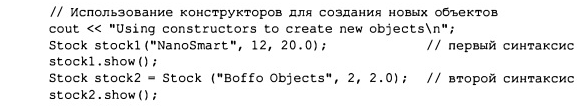 // Использование конструкторов для создания новых объектов
cout << "Using constructors to create new objects\n";
Stock stock1("NanoSmart", 12, 20.0); // первый синтаксис
stock1.show();
Stock stock2 = Stock ("Boffo Objects", 2, 2.0); // второй синтаксис
stock2.show();